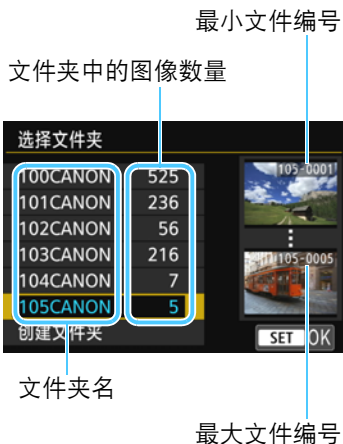 最小文件编号
文件夹中的图像数量
选择文件夹
100CANON 525
105-0001
101CANON 236
102CANON 56
103CANON 216
105-0005
104CANON 7
105CANON 5
创建文件夹
SET OK
文件夹名
最大文件编号